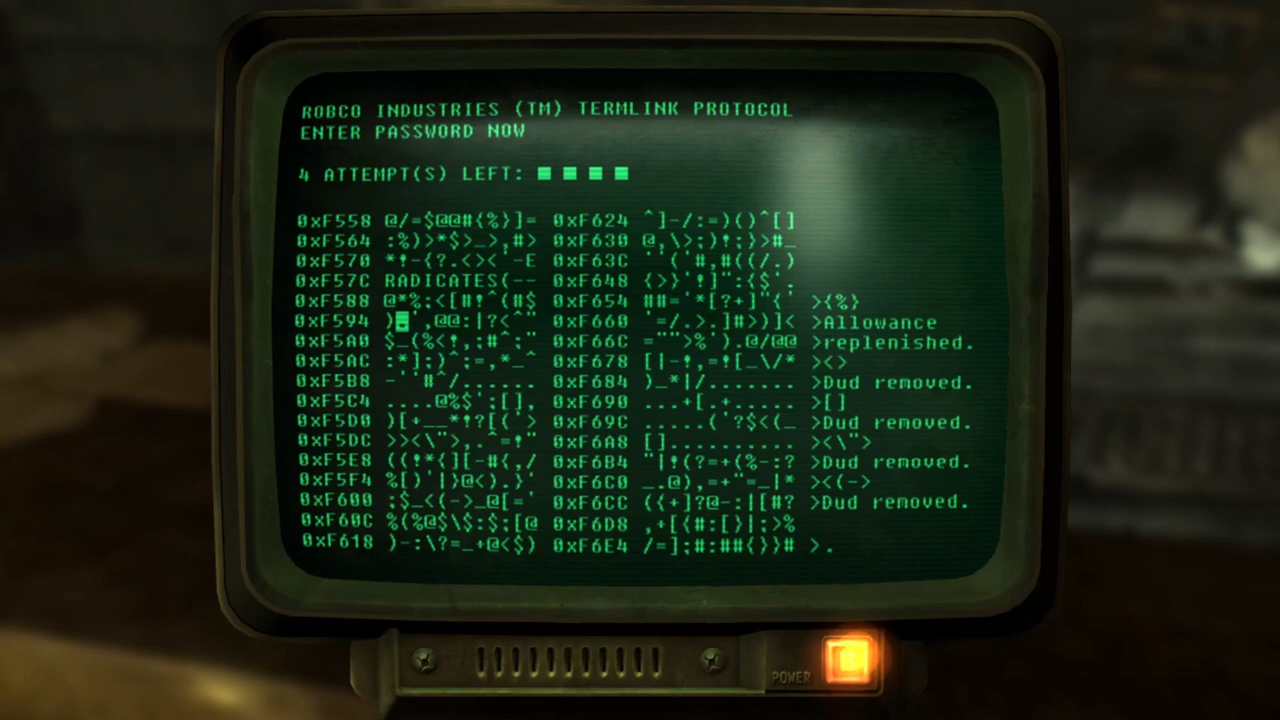 ROBCO INDUSTRIES (TM) TERMLINK PROTOCOL
ENTER PASSWORD NOW
4 ATTEMPT(S) LEFT:
0xF558 @/=$@@#{%}]= 0xF624 ^]-/:=)()^[]
0xF564 :%)>*$>_>,#> 0xF630 @,\>;)!;}>#_
0xF570 *!-{?.<><'-E 0xF63C ''('#,#((/.)
0xF57C RADICATES(-- 0xF648 {>}'!]":{$'.
0xF588 @*%;<[#!^(#$ 0xF654 ##='*[?+]"{' >{%}
0xF594 ) ',@@:|?<^" 0xF660 '=/.>.]#>)]< >Allowance
0xF5A0 $_(%<!,;#^;" 0xF66C ="">%').@/@@ >replenished.
0xF5AC :*];)^:=,*_^ 0xF678 [|-!,=![_\/* ><>
0xF5B8 -''#^/...... 0xF684 )_*|/....... >Dud removed.
0xF5C4 ....@%$';[], 0xF690 ...+[.+..... >[]
0xF5D0 )[+__*!?[('> 0xF69C .....('?$<(_ >Dud removed.
0xF5DC >><\">,.^=!" 0xF6A8 [].......... ><\">
0xF5E8 ((!*{][-#{,/ 0xF6B4 "|!(?=+(%-:? >Dud removed.
0xF5F4 %[)'|}@<).}' 0xF6C0 _.@),=+"=_|* ><(->
0xF600 :$_<(->_@[=' 0xF6CC ({+]?@-:|[#? >Dud removed.
0xF60C %(%@$\$:$;[@ 0xF6D8 ,+[{#:[}|;>%
0xF618 )-:\?=_+@<$) 0xF6E4 /=];#:##{}}# >.
POWER